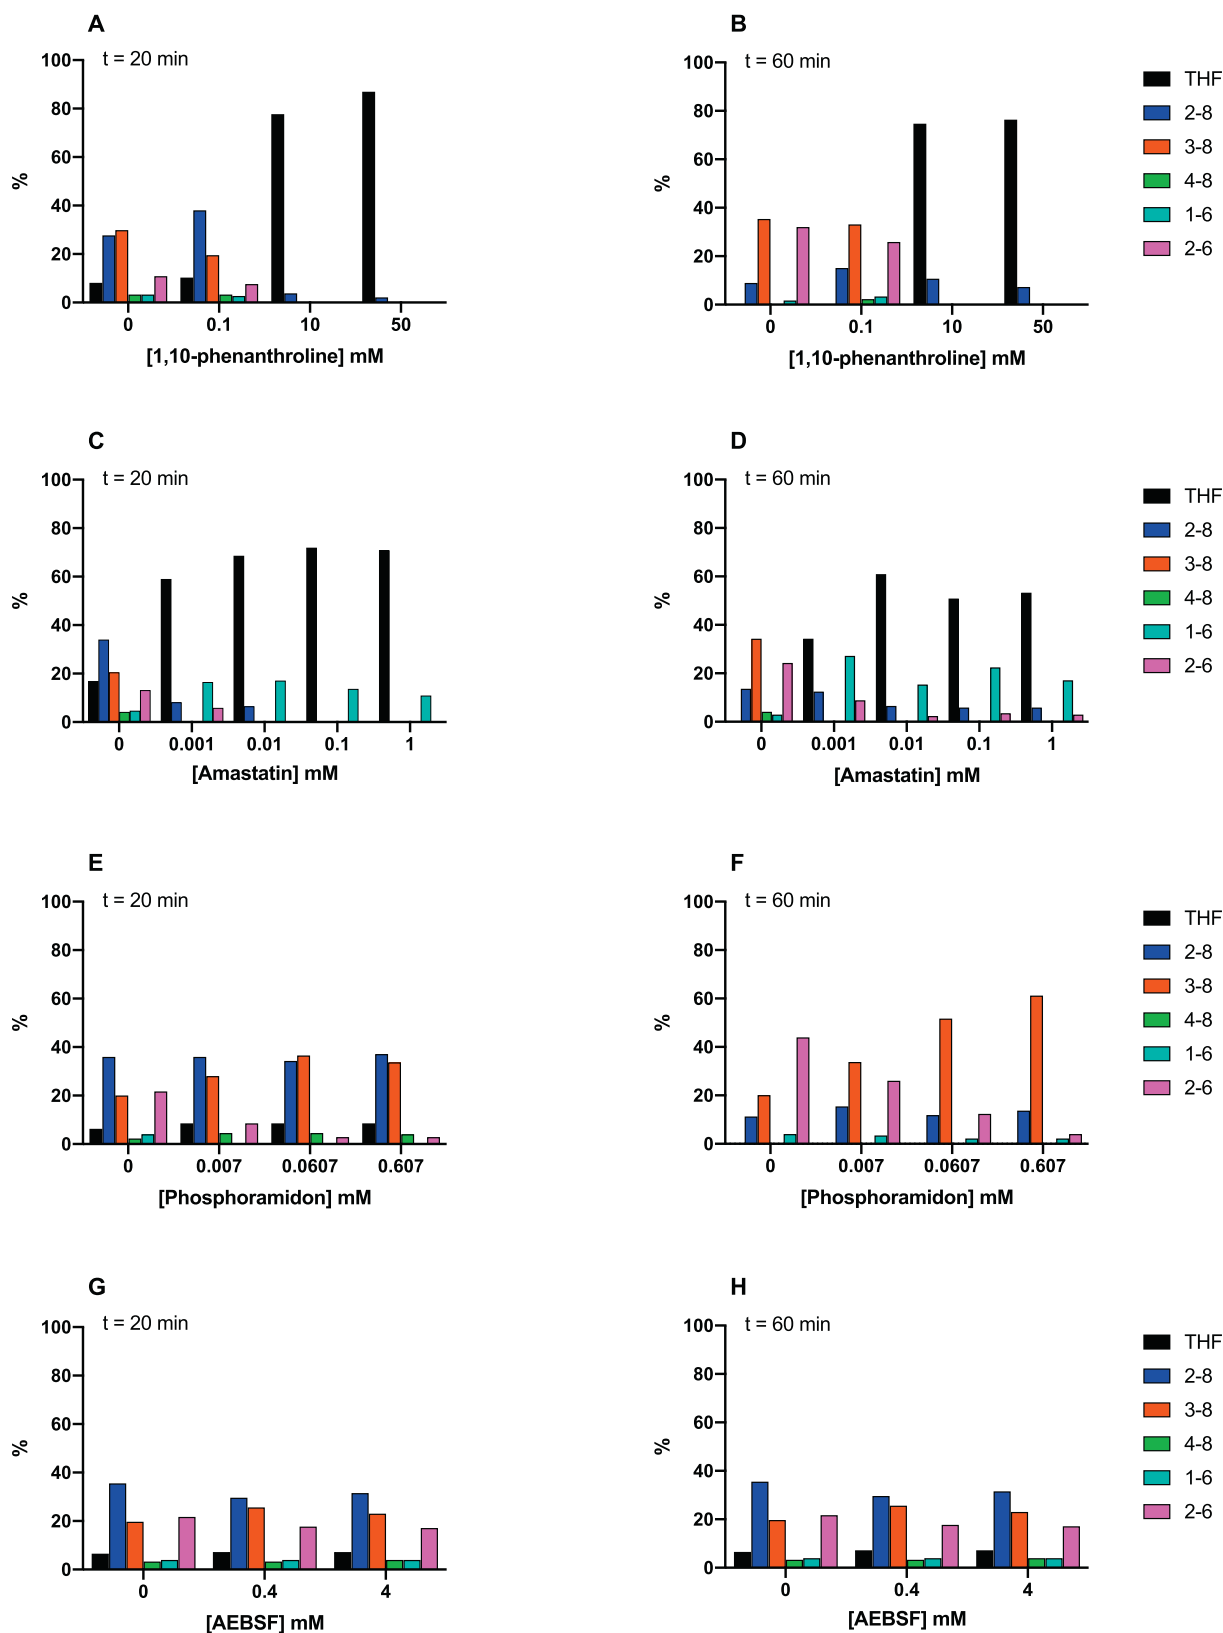 A
t = 20 min
100
80
60
40
20
0
%
0 0.1 10 50
[1,10-phenanthroline] mM
B
t = 60 min
100
80
60
40
20
0
%
0 0.1 10 50
[1,10-phenanthroline] mM
THF
2-8
3-8
4-8
1-6
2-6
C
t = 20 min
100
80
60
40
20
0
%
0 0.001 0.01 0.1 1
[Amastatin] mM
D
t = 60 min
100
80
60
40
20
0
%
0 0.001 0.01 0.1 1
[Amastatin] mM
THF
2-8
3-8
4-8
1-6
2-6
E
t = 20 min
100
80
60
40
20
0
%
0 0.007 0.0607 0.607
[Phosphoramidon] mM
F
t = 60 min
100
80
60
40
20
0
%
0 0.007 0.0607 0.607
[Phosphoramidon] mM
THF
2-8
3-8
4-8
1-6
2-6
G
t = 20 min
100
80
60
40
20
0
%
0 0.4 4
[AEBSF] mM
H
t = 60 min
100
80
60
40
20
0
%
0 0.4 4
[AEBSF] mM
THF
2-8
3-8
4-8
1-6
2-6